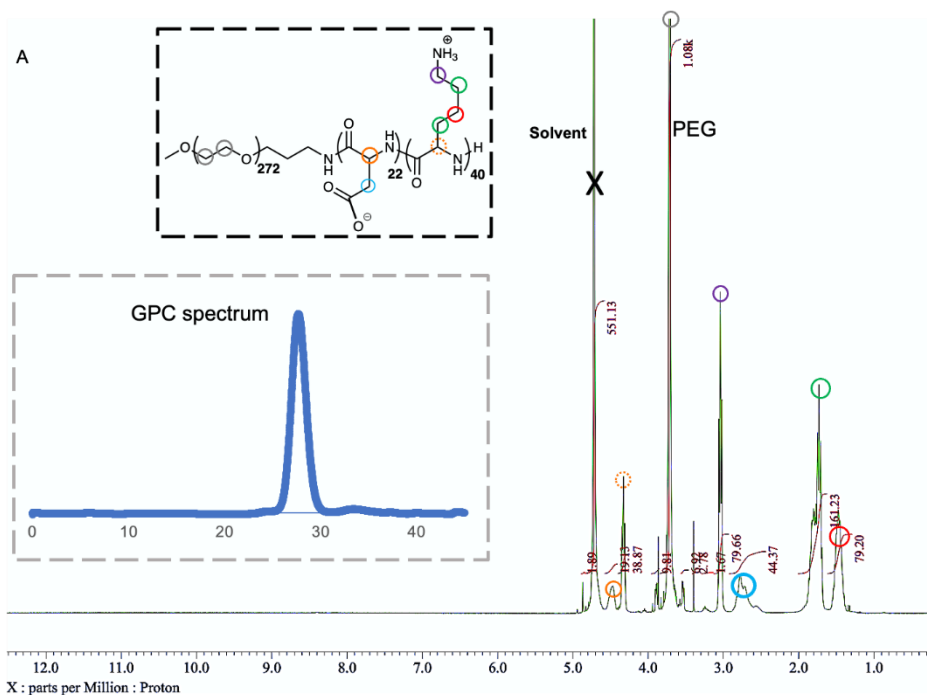 A
⊕
NH3
O
O
H
N
N
H
O
N
H
272
22
40
O
N
H
O
O
⊖
GPC spectrum
0
10
20
30
40
Solvent
X
PEG
1.08k
551.13
1.89
19.13
38.87
9.81
9.92
2.78
1.67
79.66
44.37
161.23
79.20
12.0
11.0
10.0
9.0
8.0
7.0
6.0
5.0
4.0
3.0
2.0
1.0
X : parts per Million : Proton